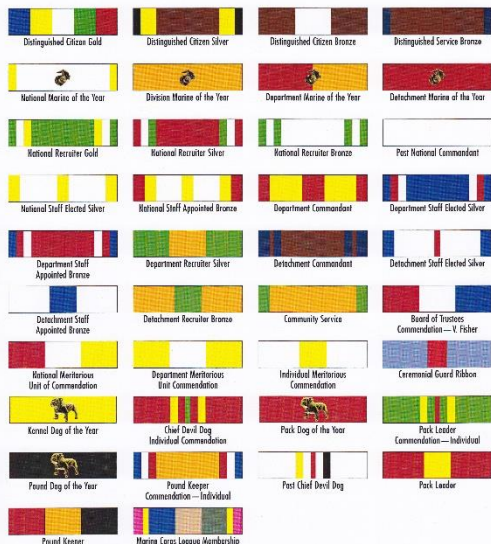 Distinguished Citizen Gold
Distinguished Citizen Silver
Distinguished Citizen Bronze
Distinguished Service Bronze
National Marine of the Year
Division Marine of the Year
Department Marine of the Year
Detachment Marine of the Year
National Recruiter Gold
National Recruiter Silver
National Recruiter Bronze
Past National Commandant
National Staff Elected Silver
National Staff Appointed Bronze
Department Commandant
Department Staff Elected Silver
Department Staff
Appointed Bronze
Department Recruiter Silver
Detachment Commandant
Detachment Staff Elected Silver
Detachment Staff
Appointed Bronze
Detachment Recruiter Bronze
Community Service
Board of Trustees
Commendation—V. Fisher
National Meritorious
Unit of Commendation
Department Meritorious
Unit Commendation
Individual Meritorious
Commendation
Ceremonial Guard Ribbon
Kennel Dog of the Year
Chief Devil Dog
Individual Commendation
Pack Dog of the Year
Pack Leader
Commendation—Individual
Pound Dog of the Year
Pound Keeper
Commendation—Individual
Past Chief Devil Dog
Pack Leader
Pound Keeper
Marine Corps League Membership